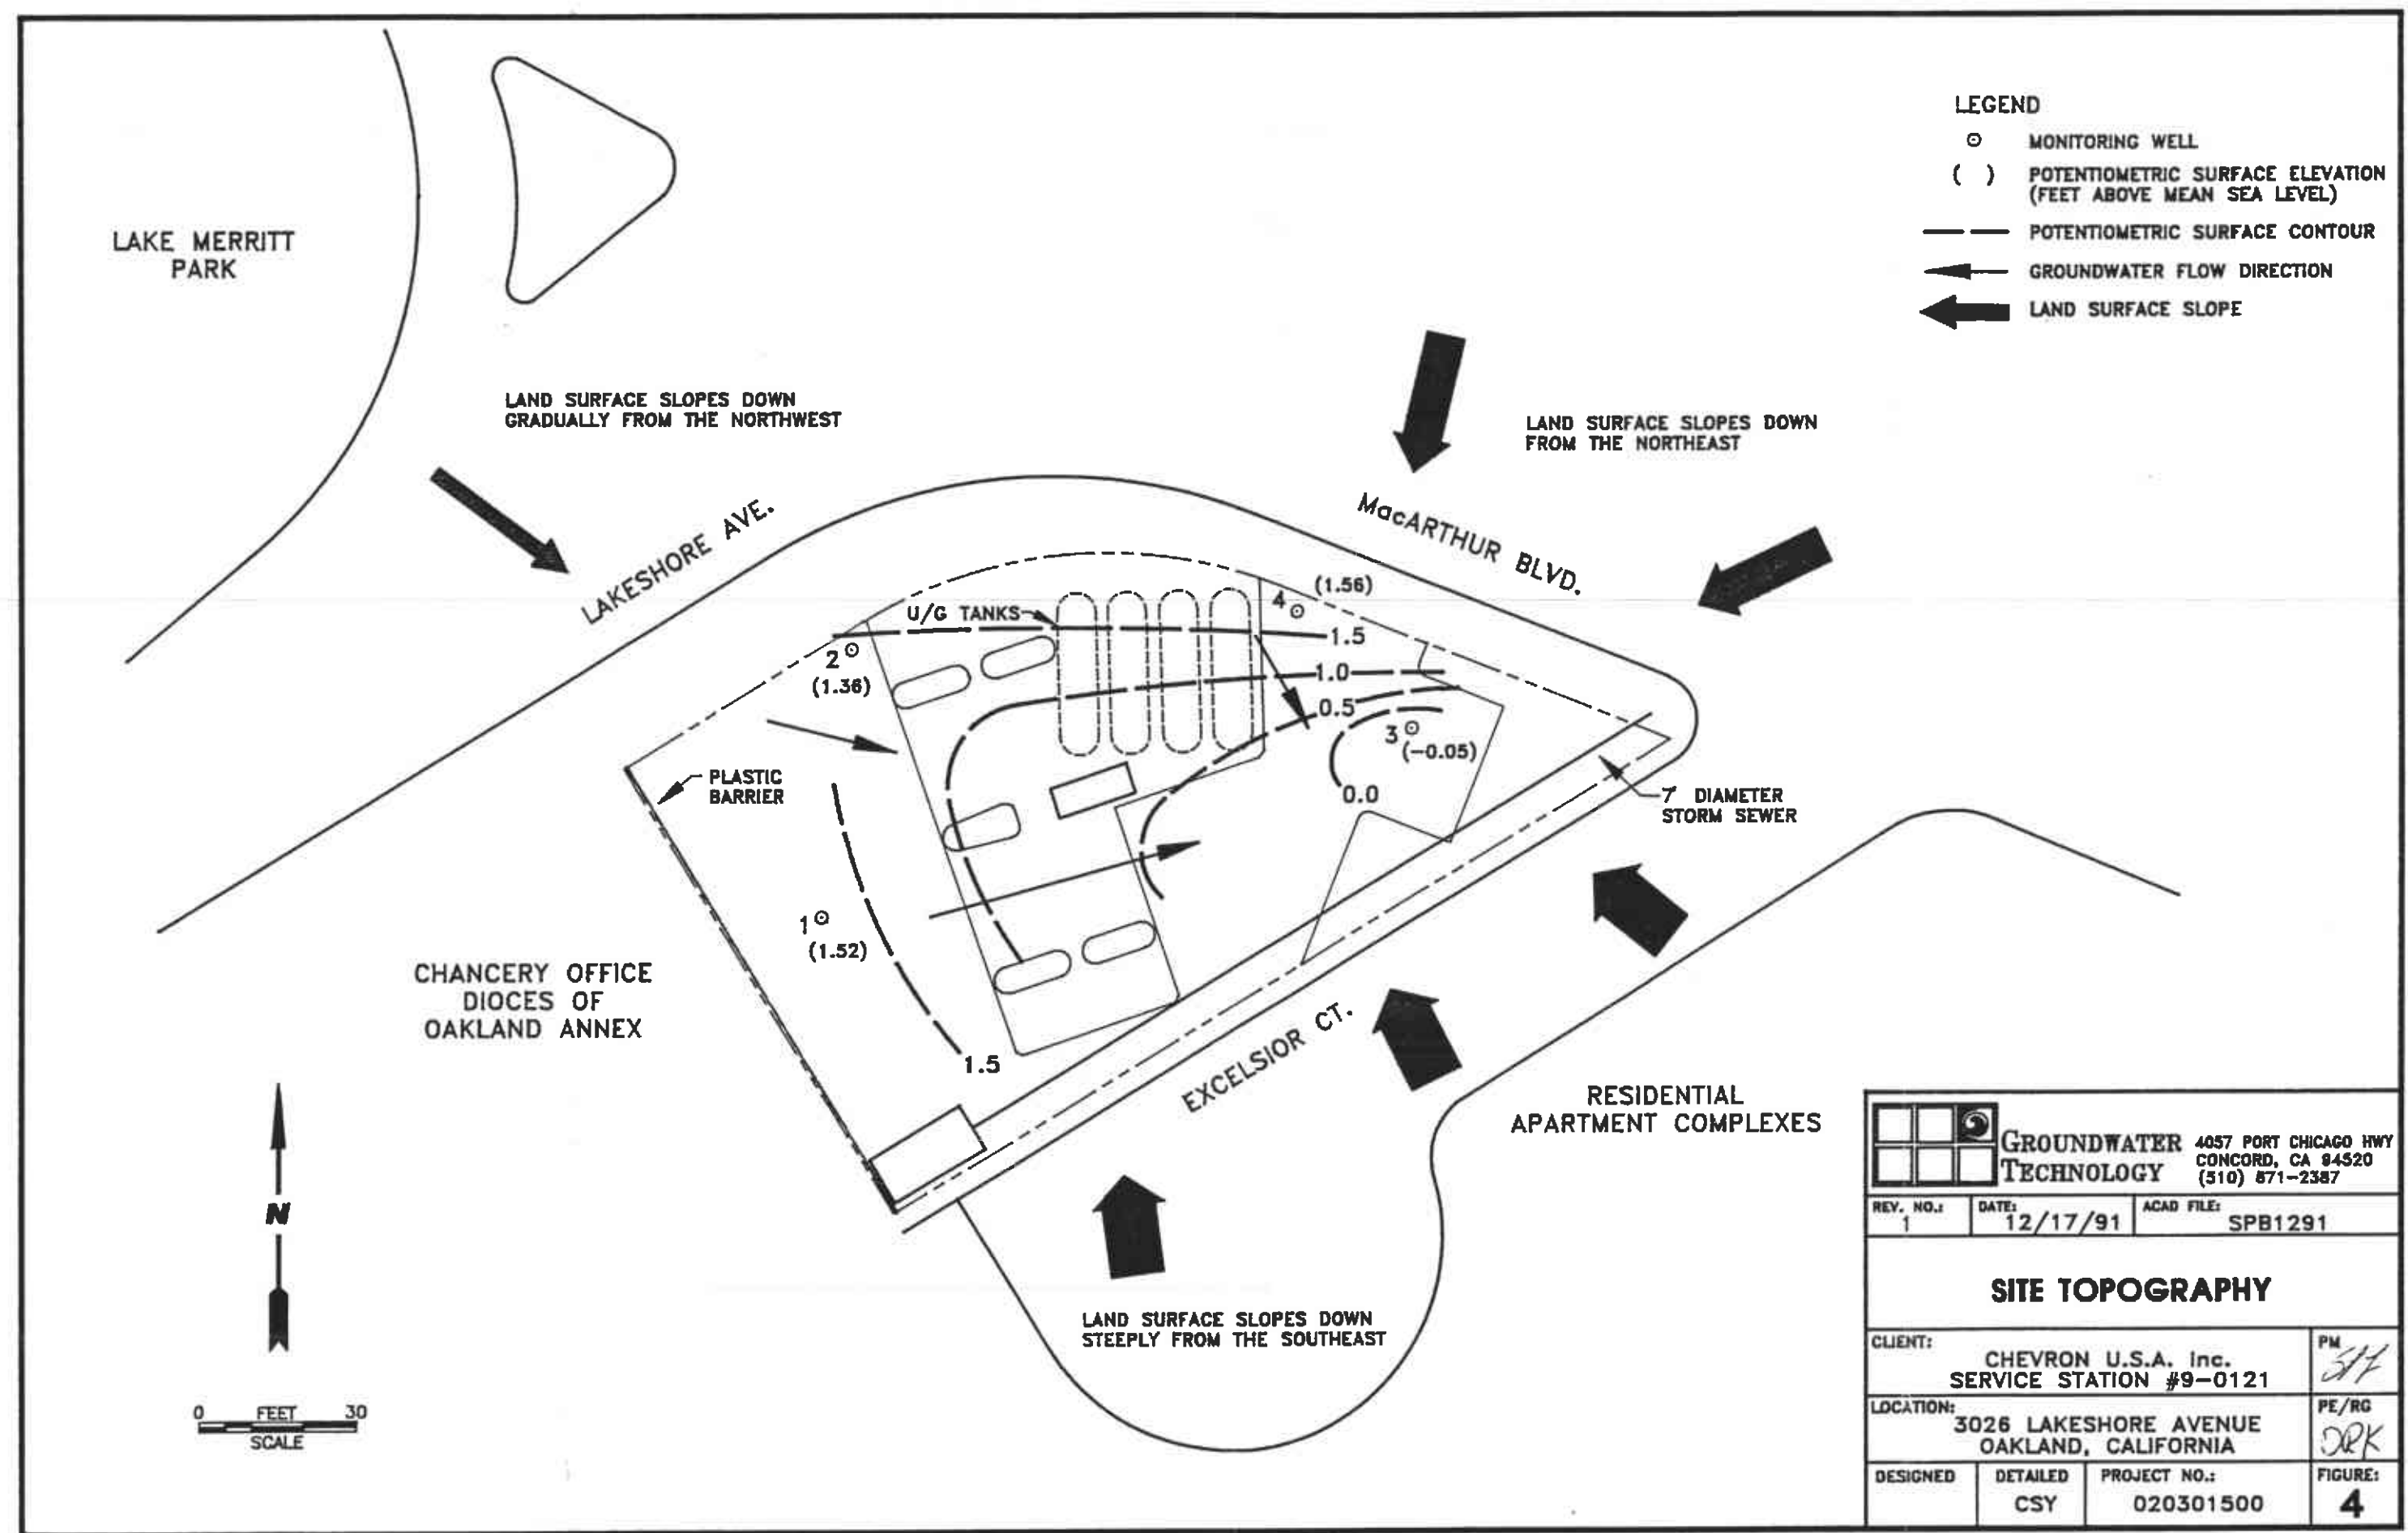 LEGEND
MONITORING WELL
( ) POTENTIOMETRIC SURFACE ELEVATION
(FEET ABOVE MEAN SEA LEVEL)
POTENTIOMETRIC SURFACE CONTOUR
GROUNDWATER FLOW DIRECTION
LAND SURFACE SLOPE
LAKE MERRITT
PARK
LAND SURFACE SLOPES DOWN
GRADUALLY FROM THE NORTHWEST
LAND SURFACE SLOPES DOWN
FROM THE NORTHEAST
LAKESHORE AVE.
MacARTHUR BLVD.
U/G TANKS
4
(1.56)
1.5
2
(1.36)
1.0
0.5
3
(-0.05)
0.0
PLASTIC
BARRIER
7' DIAMETER
STORM SEWER
1
(1.52)
1.5
CHANCERY OFFICE
DIOCES OF
OAKLAND ANNEX
EXCELSIOR CT.
RESIDENTIAL
APARTMENT COMPLEXES
N
LAND SURFACE SLOPES DOWN
STEEPLY FROM THE SOUTHEAST
0 FEET 30
SCALE
GROUNDWATER
TECHNOLOGY
4057 PORT CHICAGO HWY
CONCORD, CA 94520
(510) 671-2387
REV. NO.:
1
DATE:
12/17/91
ACAD FILE:
SPB1291
SITE TOPOGRAPHY
CLIENT:
CHEVRON U.S.A. Inc.
SERVICE STATION #9-0121
PM
LOCATION:
3026 LAKESHORE AVENUE
OAKLAND, CALIFORNIA
PE/RG
DRK
DESIGNED
DETAILED
CSY
PROJECT NO.:
020301500
FIGURE:
4